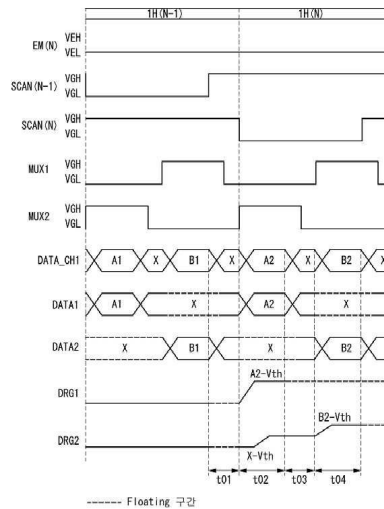 1H(N-1) 1H(N)
EM(N) VEH
VEL
SCAN(N-1) VGH
VGL
SCAN(N) VGH
VGL
MUX1 VGH
VGL
MUX2 VGH
VGL
DATA_CH1 A1 X B1 X A2 X B2 X
DATA1 A1 X A2 X
DATA2 X B1 X B2
DRG1 A2-Vth
DRG2 X-Vth B2-Vth
t01 t02 t03 t04
Floating 구간